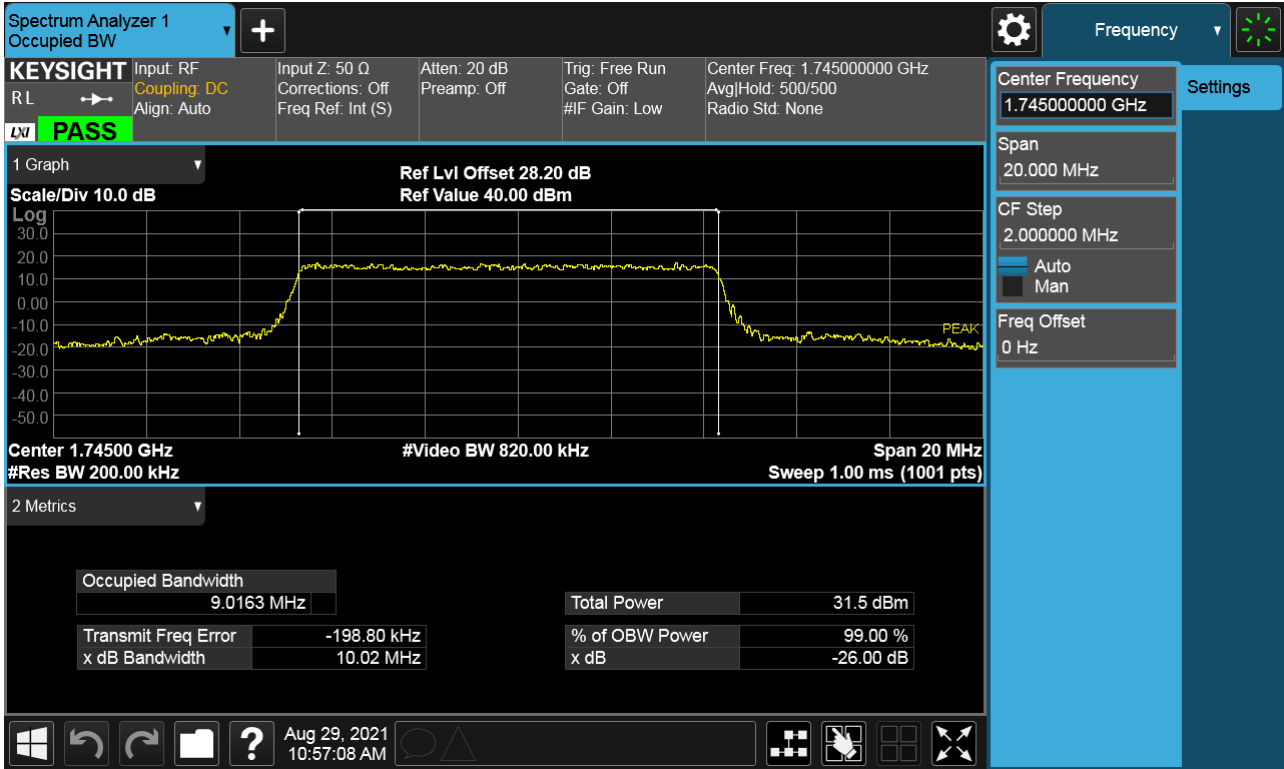 Spectrum Analyzer 1
Occupied BW
+
Frequency
KEYSIGHT
R L
LXI PASS
Input: RF
Coupling: DC
Align: Auto
Input Z: 50 Ω
Corrections: Off
Freq Ref: Int (S)
Atten: 20 dB
Preamp: Off
Trig: Free Run
Gate: Off
#IF Gain: Low
Center Freq: 1.745000000 GHz
Avg|Hold: 500/500
Radio Std: None
Center Frequency
1.745000000 GHz
Settings
Span
20.000 MHz
CF Step
2.000000 MHz
Auto
Man
Freq Offset
0 Hz
1 Graph
Scale/Div 10.0 dB
Ref Lvl Offset 28.20 dB
Ref Value 40.00 dBm
Log
30.0
20.0
10.0
0.00
-10.0
-20.0
-30.0
-40.0
-50.0
PEAK
Center 1.74500 GHz
#Video BW 820.00 kHz
Span 20 MHz
#Res BW 200.00 kHz
Sweep 1.00 ms (1001 pts)
2 Metrics
Occupied Bandwidth
9.0163 MHz
Total Power 31.5 dBm
Transmit Freq Error -198.80 kHz
% of OBW Power 99.00 %
x dB Bandwidth 10.02 MHz
x dB -26.00 dB
?
Aug 29, 2021
10:57:08 AM